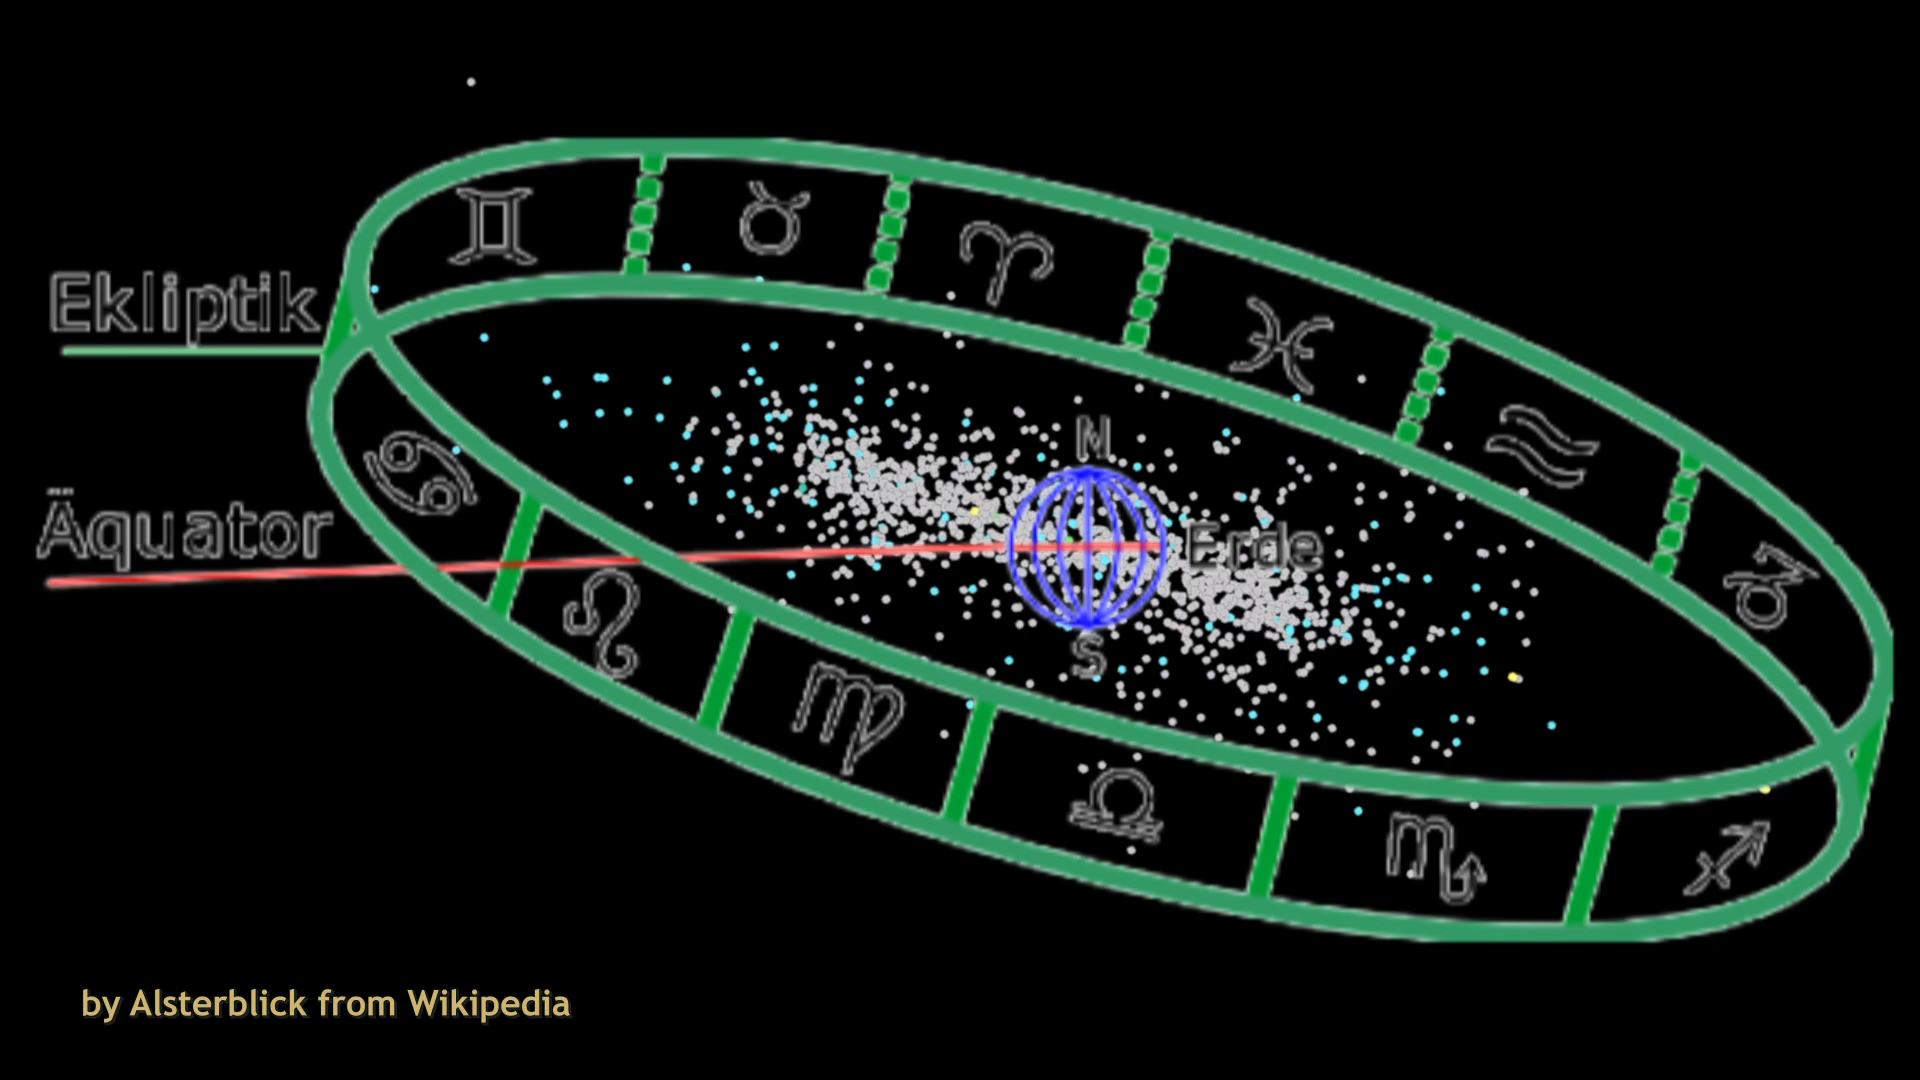 Ekliptik
N
Äquator
Erde
S
♊ ♉ ♈ ♓ ♒ ♑
♋ ♌ ♍ ♎ ♏ ♐
by Alsterblick from Wikipedia